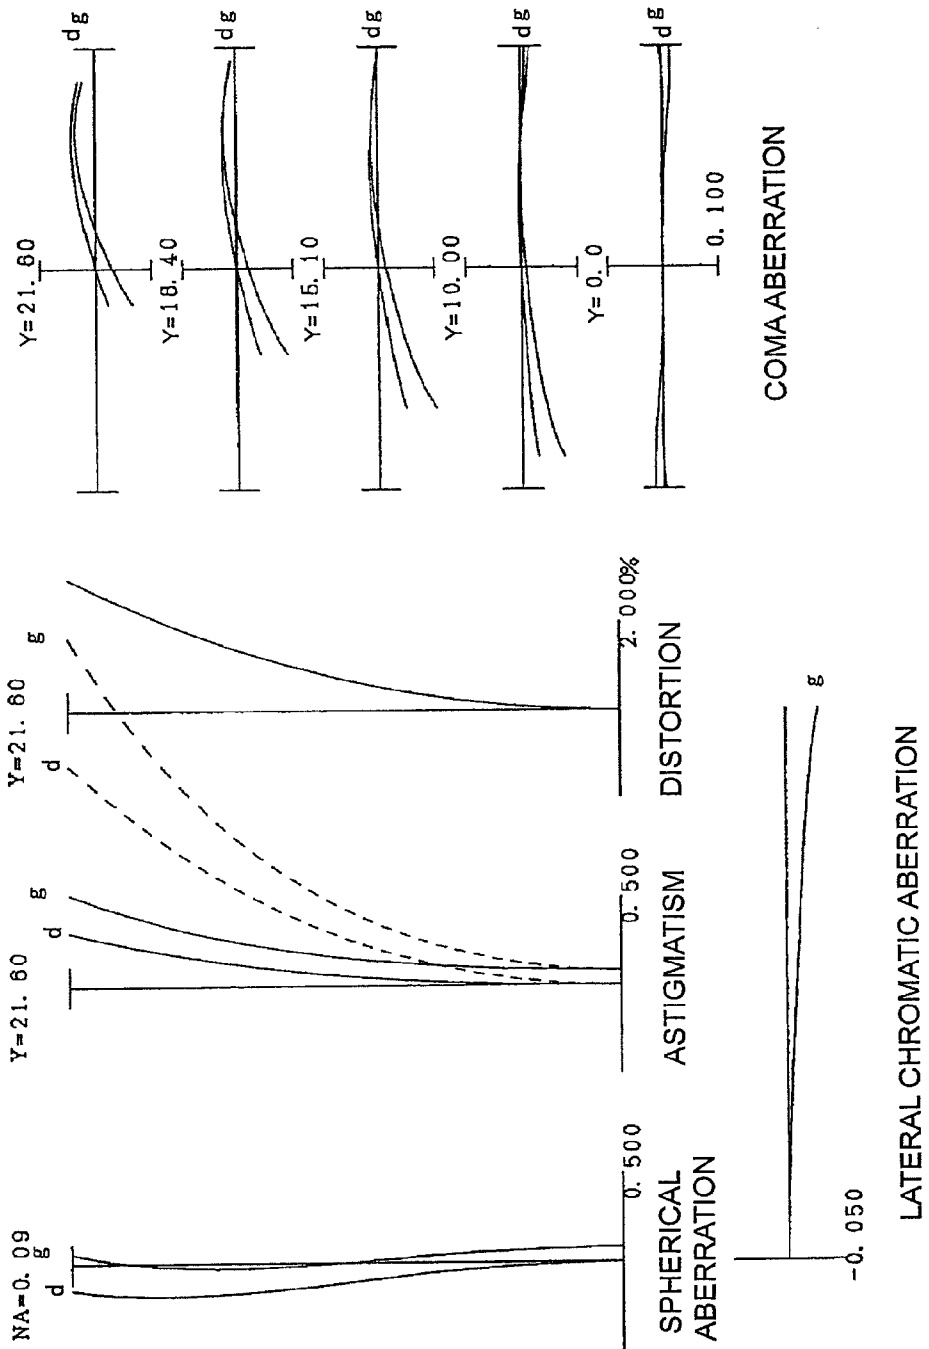 NA=0. 09
d g
0. 500
SPHERICAL
ABERRATION
Y=21. 60
d g
0. 500
ASTIGMATISM
Y=21. 60
d g
2. 000%
DISTORTION
Y=21. 60
d g
Y=18. 40
d g
Y=15. 10
d g
Y=10. 00
d g
Y=0. 0
d g
0. 100
COMA ABERRATION
g
-0. 050
LATERAL CHROMATIC ABERRATION